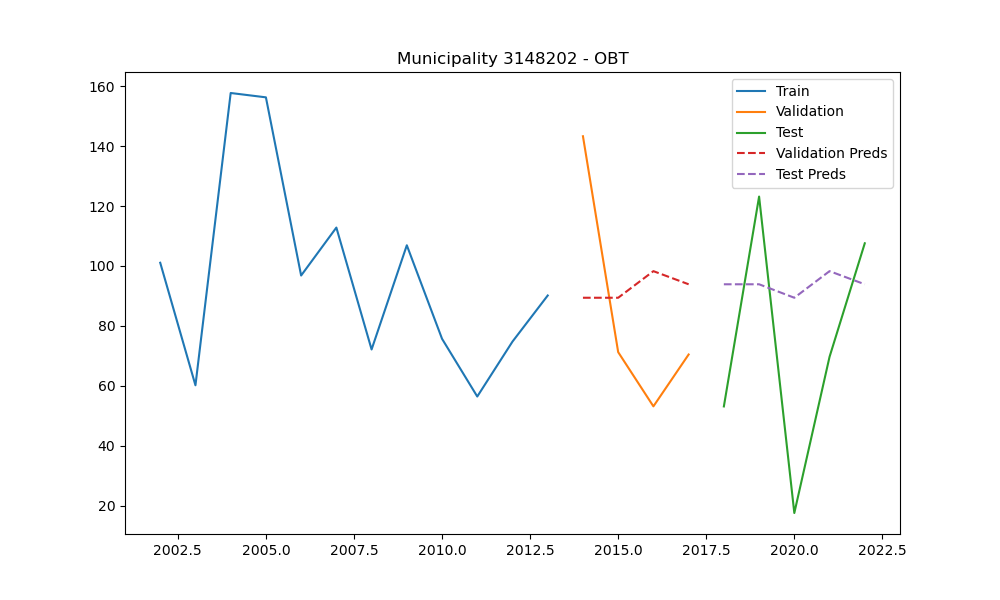 Municipality 3148202 - OBT
Train
Validation
Test
Validation Preds
Test Preds
160
140
120
100
80
60
40
20
2002.5 2005.0 2007.5 2010.0 2012.5 2015.0 2017.5 2020.0 2022.5